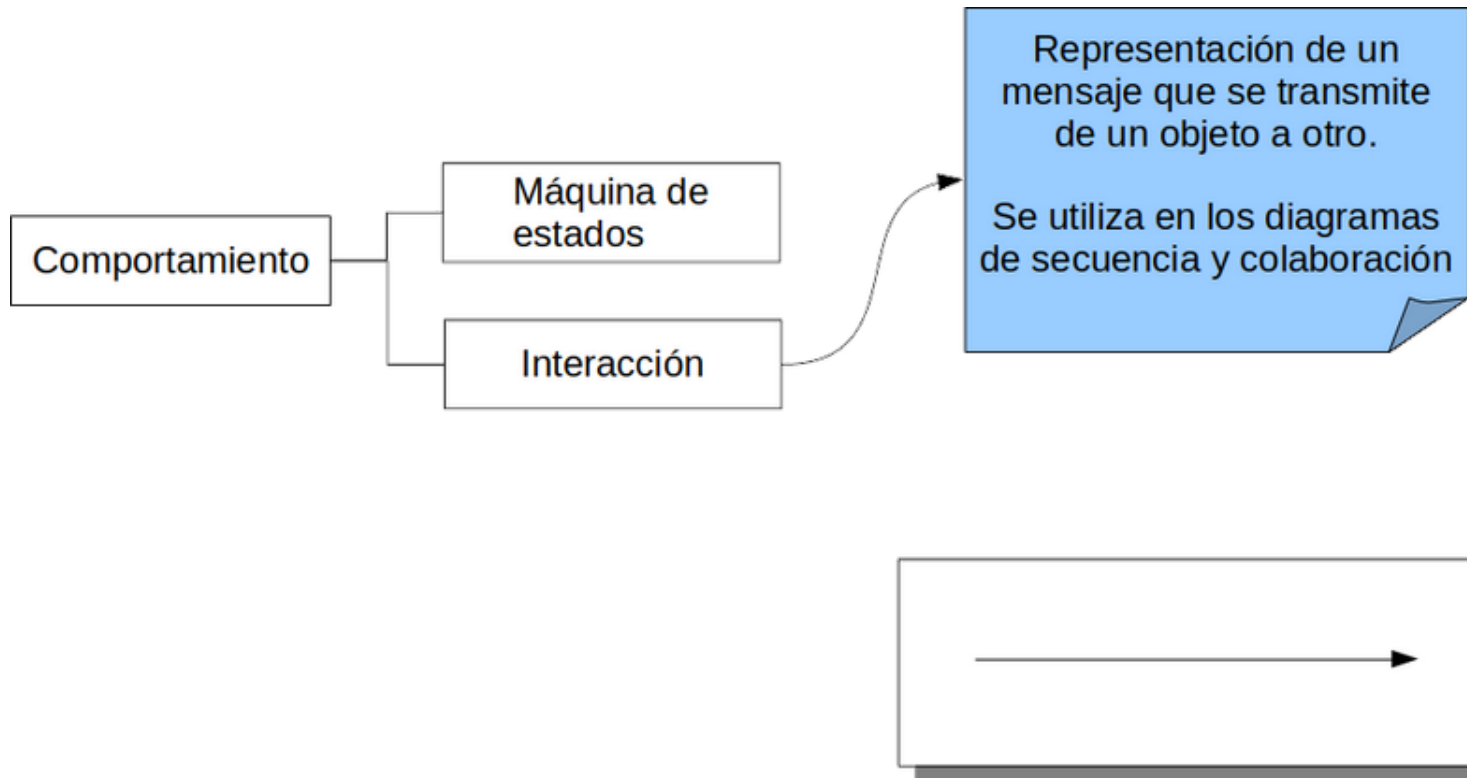 Comportamiento
Máquina de
estados
Interacción
Representación de un
mensaje que se transmite
de un objeto a otro.
Se utiliza en los diagramas
de secuencia y colaboración